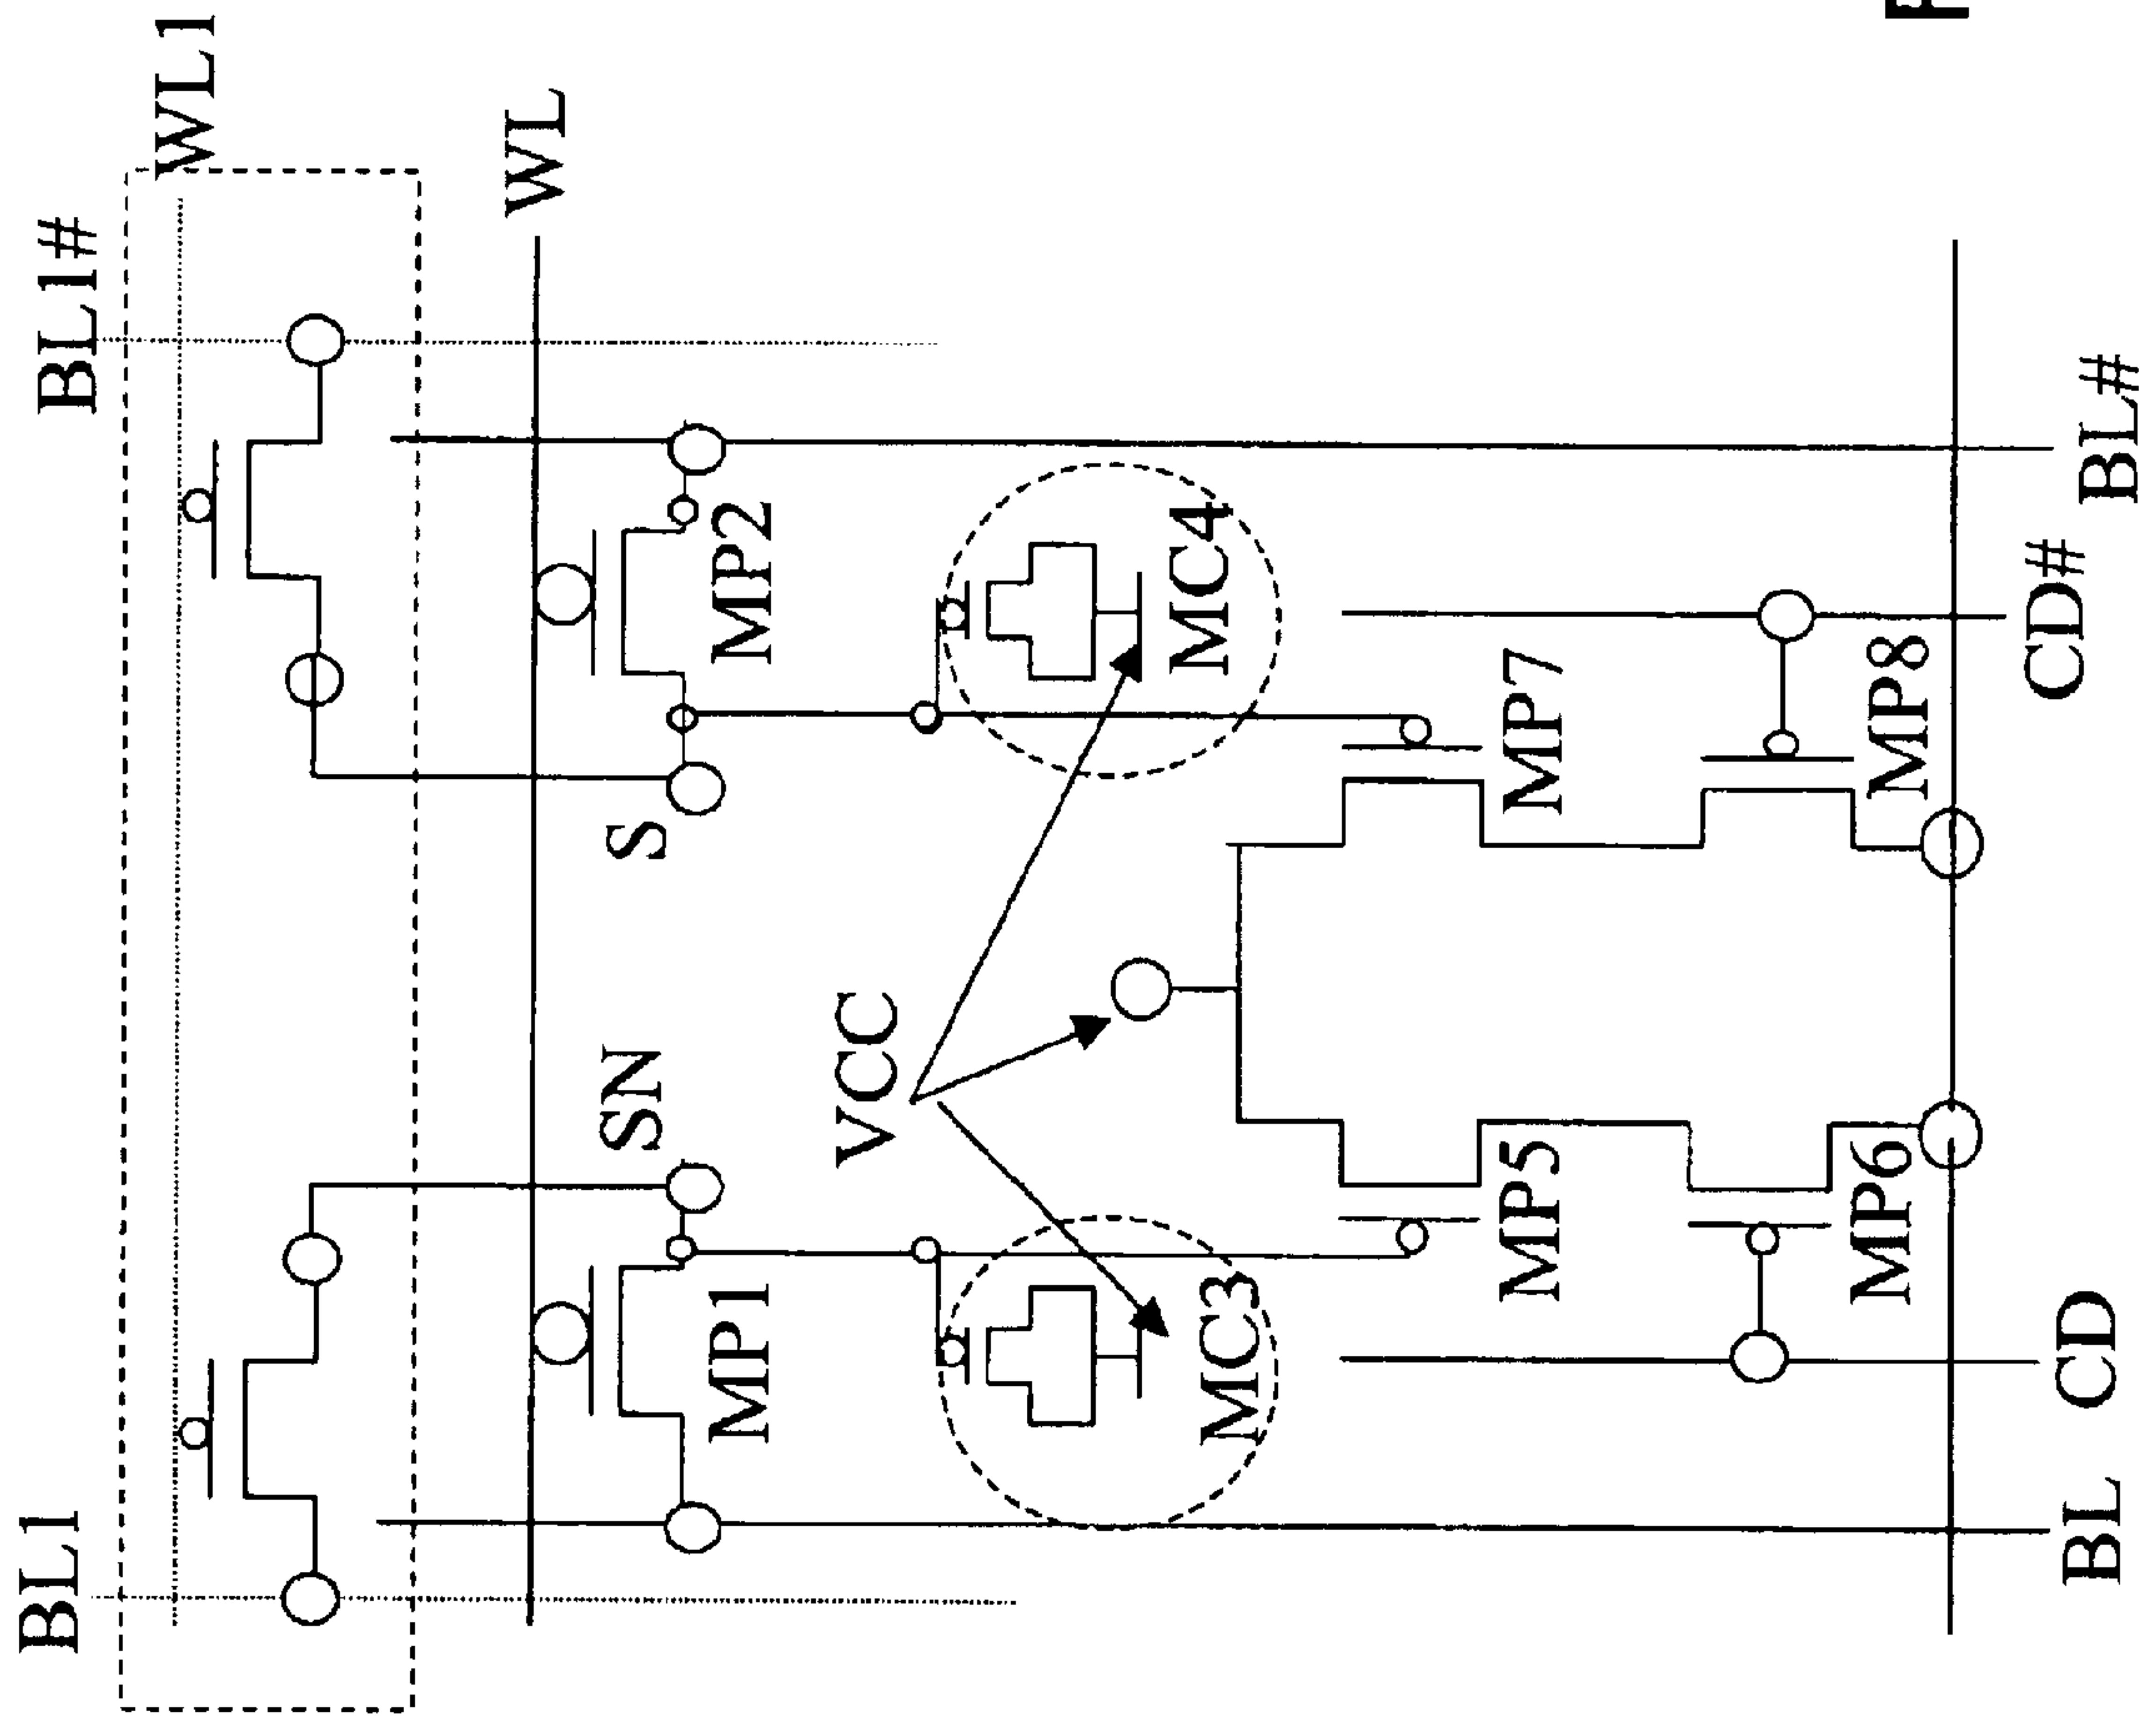 BL1
BL1#
WL1
WL
SN
S
MP1
MP2
VCC
MC3
MC4
MP5
MP7
MP6
MP8
BL
CD
CD#
BL#